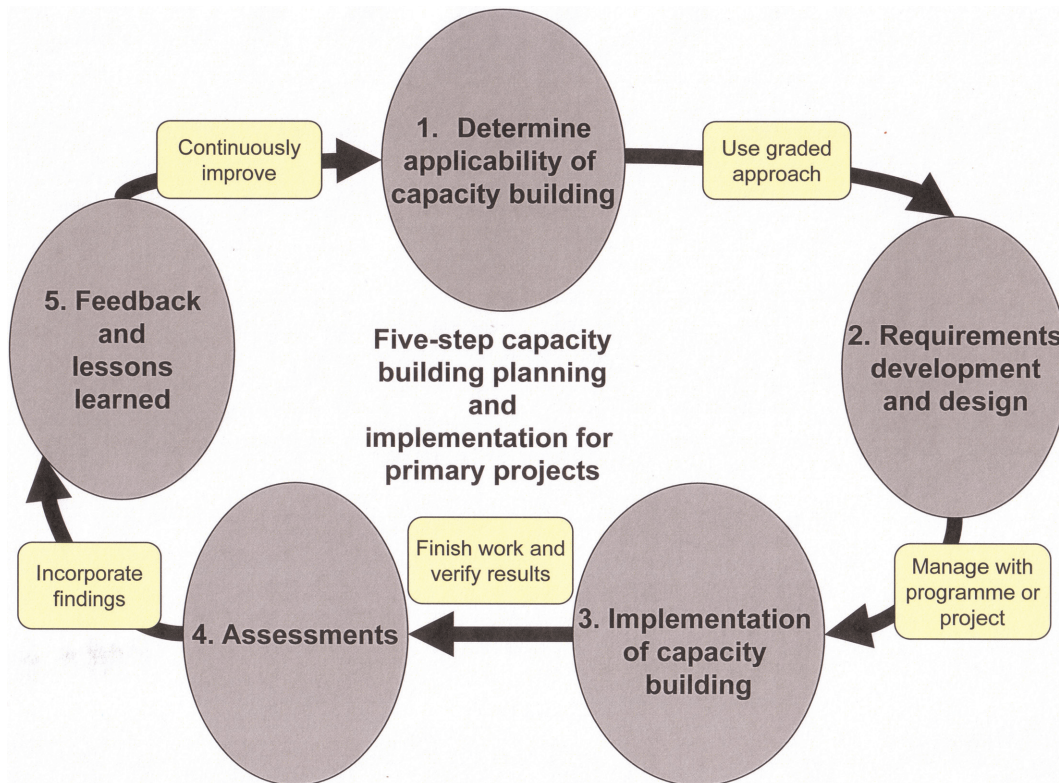 1. Determine
applicability of
capacity building
Use graded
approach
2. Requirements
development
and design
Manage with
programme or
project
3. Implementation
of capacity
building
Finish work and
verify results
4. Assessments
Incorporate
findings
5. Feedback
and
lessons
learned
Continuously
improve
Five-step capacity
building planning
and
implementation for
primary projects